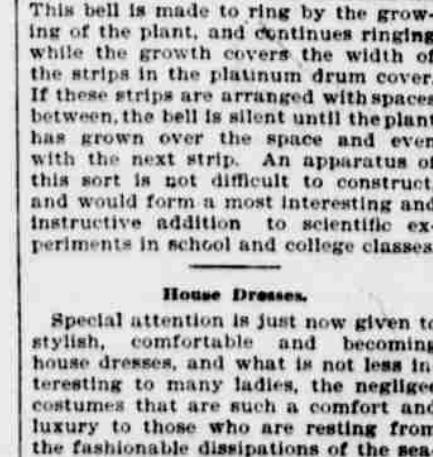 This bell is made to ring by the grow-
ing of the plant, and continues ringing
while the growth covers the width of
the strips in the platinum drum cover.
If these strips are arranged with spaces
between, the bell is silent until the plant
has grown over the space and even
with the next strip. An apparatus of
this sort is not difficult to construct,
and would form a most interesting and
instructive addition to scientific ex-
periments in school and college classes.
House Dresses.
Special attention is just now given to
stylish, comfortable and becoming
house dresses, and what is not less in-
teresting to many ladies, the negligee
costumes that are such a comfort and
luxury to those who are resting from
the fashionable dissipations of the sea-